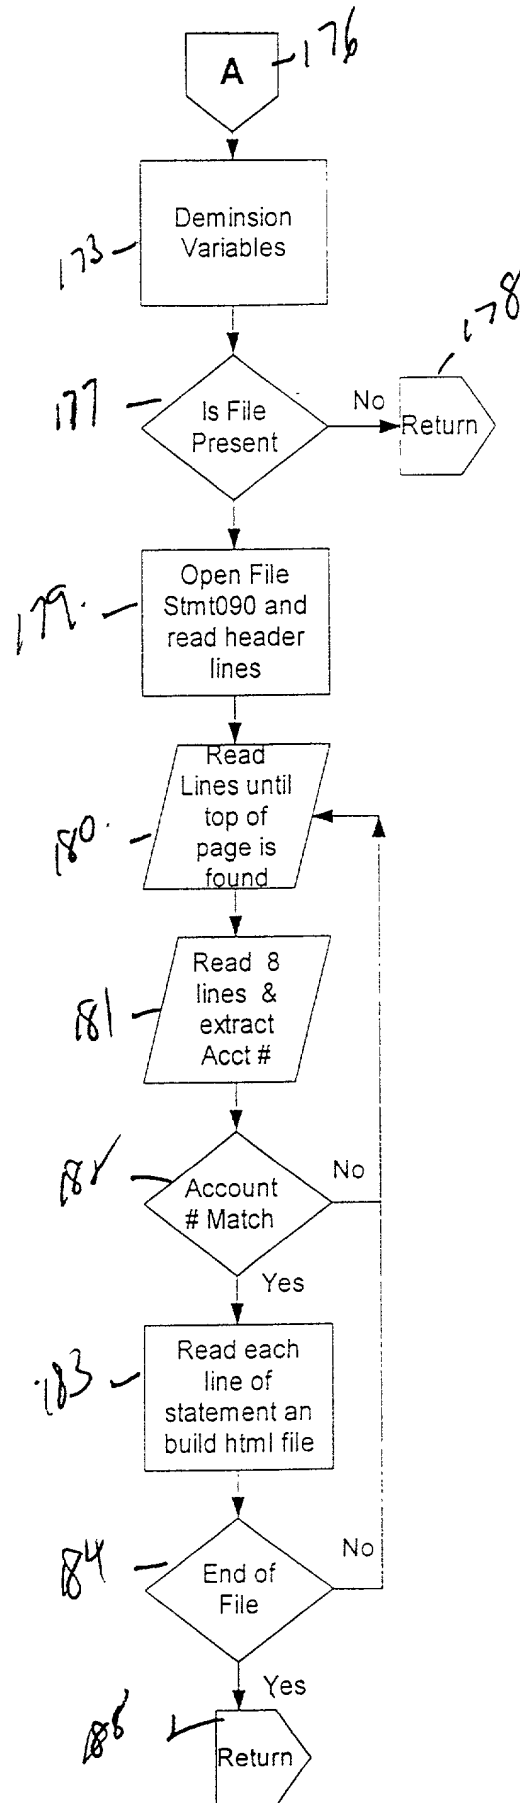 A
176
Deminsion
Variables
173
178
177
Is File
Present
No
Return
179.
Open File
Stmt090 and
read header
lines
180.
Read
Lines until
top of
page is
found
181
Read 8
lines &
extract
Acct #
182
Account
# Match
No
Yes
183
Read each
line of
statement an
build html file
184
End of
File
No
Yes
Return